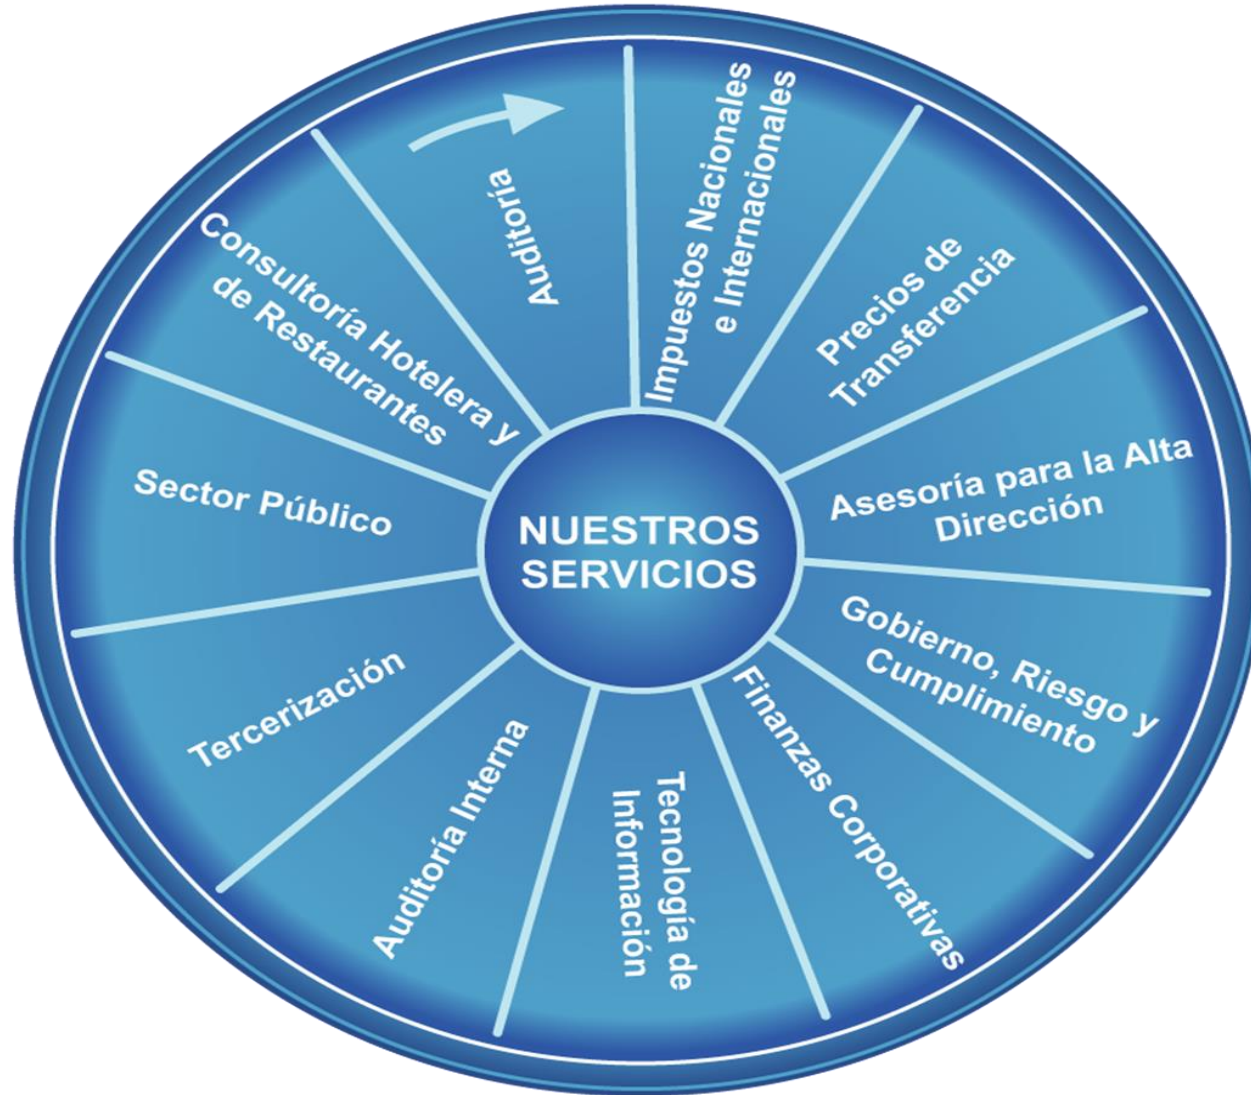 NUESTROS
SERVICIOS
Auditoría
Impuestos Nacionales
e Internacionales
Precios de
Transferencia
Asesoría para la Alta
Dirección
Gobierno, Riesgo y
Cumplimiento
Finanzas Corporativas
Tecnología de
Información
Auditoría Interna
Tercerización
Sector Público
Consultoría Hotelera y
de Restaurantes